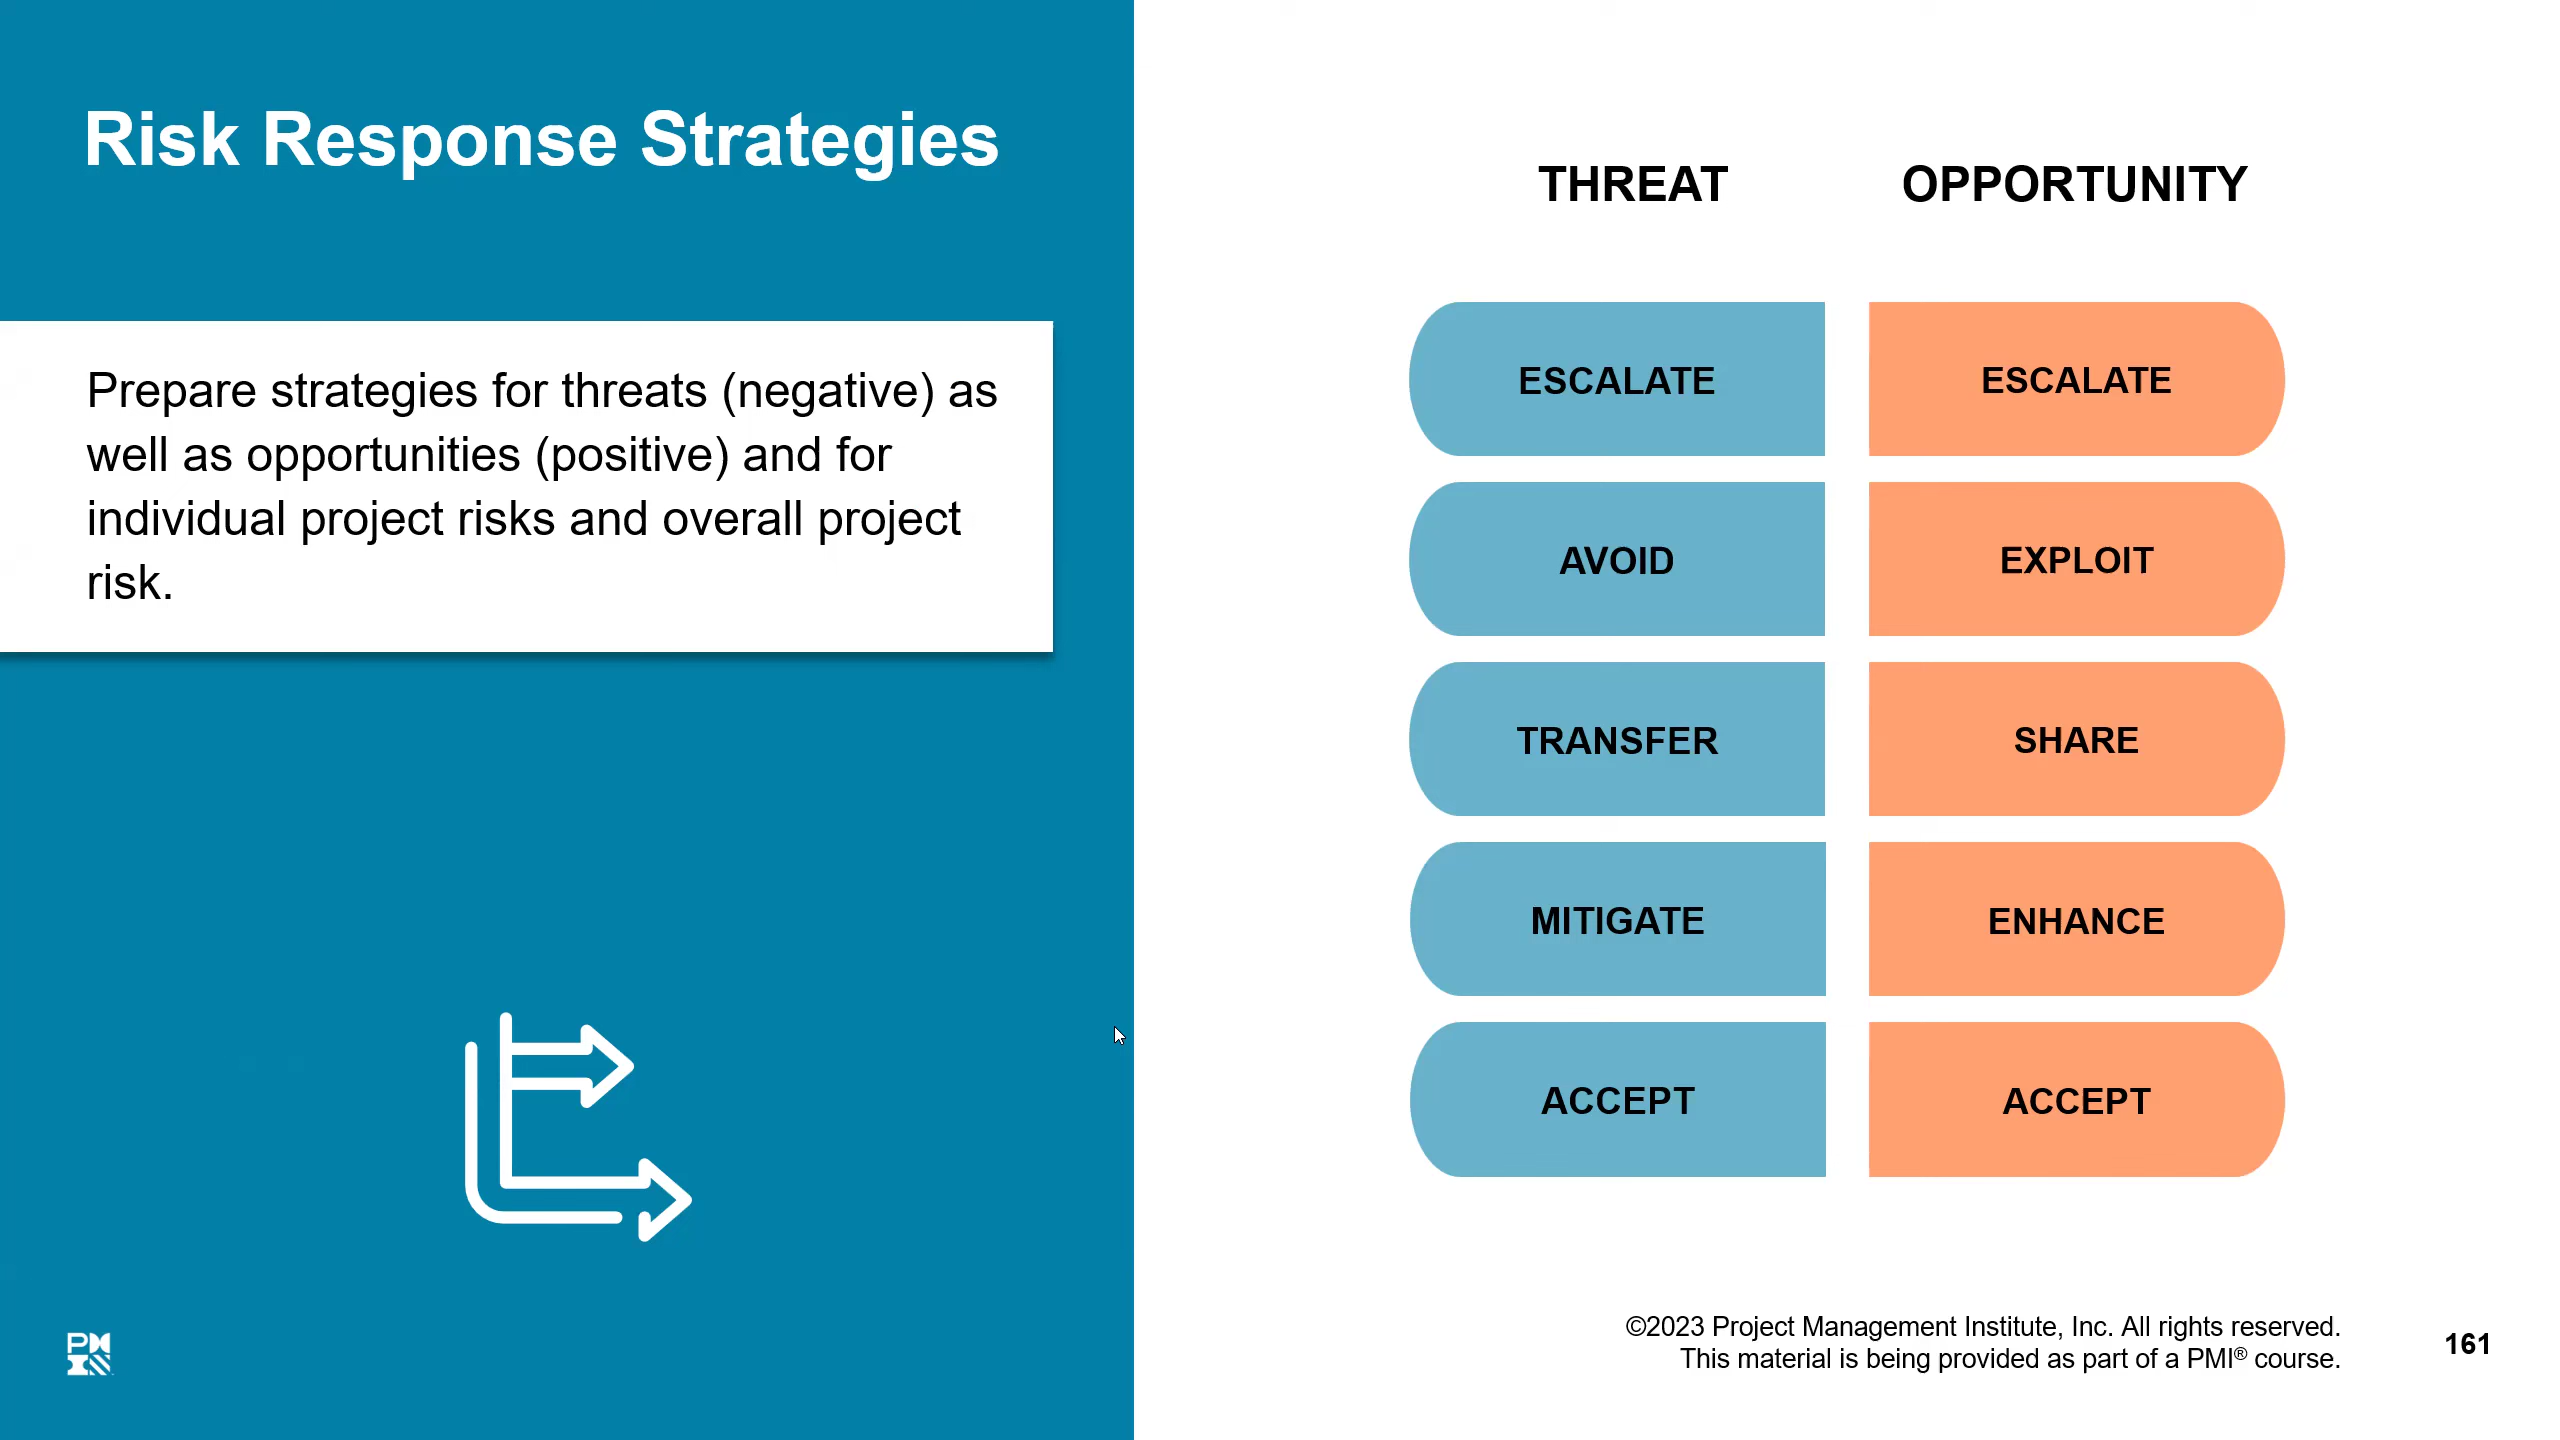 Risk Response Strategies
Prepare strategies for threats (negative) as
well as opportunities (positive) and for
individual project risks and overall project
risk.
THREAT OPPORTUNITY
ESCALATE ESCALATE
AVOID EXPLOIT
TRANSFER SHARE
MITIGATE ENHANCE
ACCEPT ACCEPT
PMI
©2023 Project Management Institute, Inc. All rights reserved.
This material is being provided as part of a PMI® course.
161